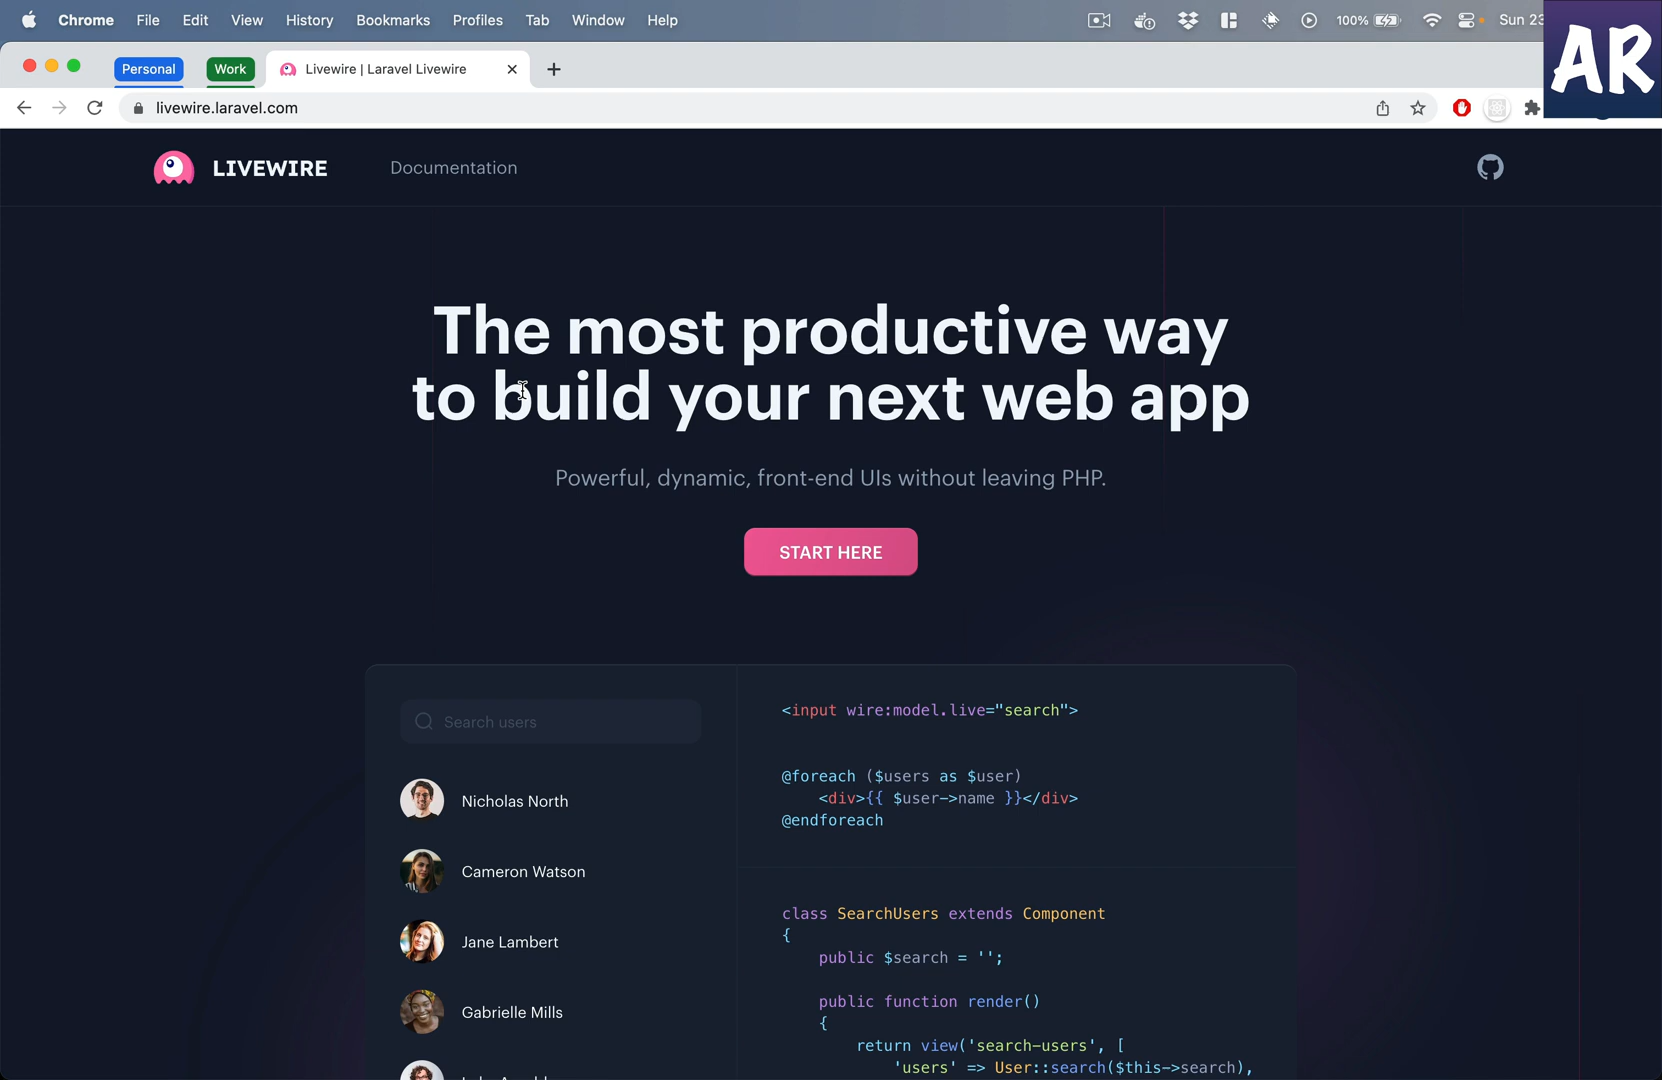 Chrome File Edit View History Bookmarks Profiles Tab Window Help 100% Sun 23
AR
Personal Work Livewire | Laravel Livewire
livewire.laravel.com
LIVEWIRE Documentation
The most productive way
to build your next web app
Powerful, dynamic, front-end UIs without leaving PHP.
START HERE
Search users
Nicholas North
Cameron Watson
Jane Lambert
Gabrielle Mills
<input wire:model.live="search">
@foreach ($users as $user)
<div>{{ $user->name }}</div>
@endforeach
class SearchUsers extends Component
{
public $search = '';
public function render()
{
return view('search-users', [
'users' => User::search($this->search),